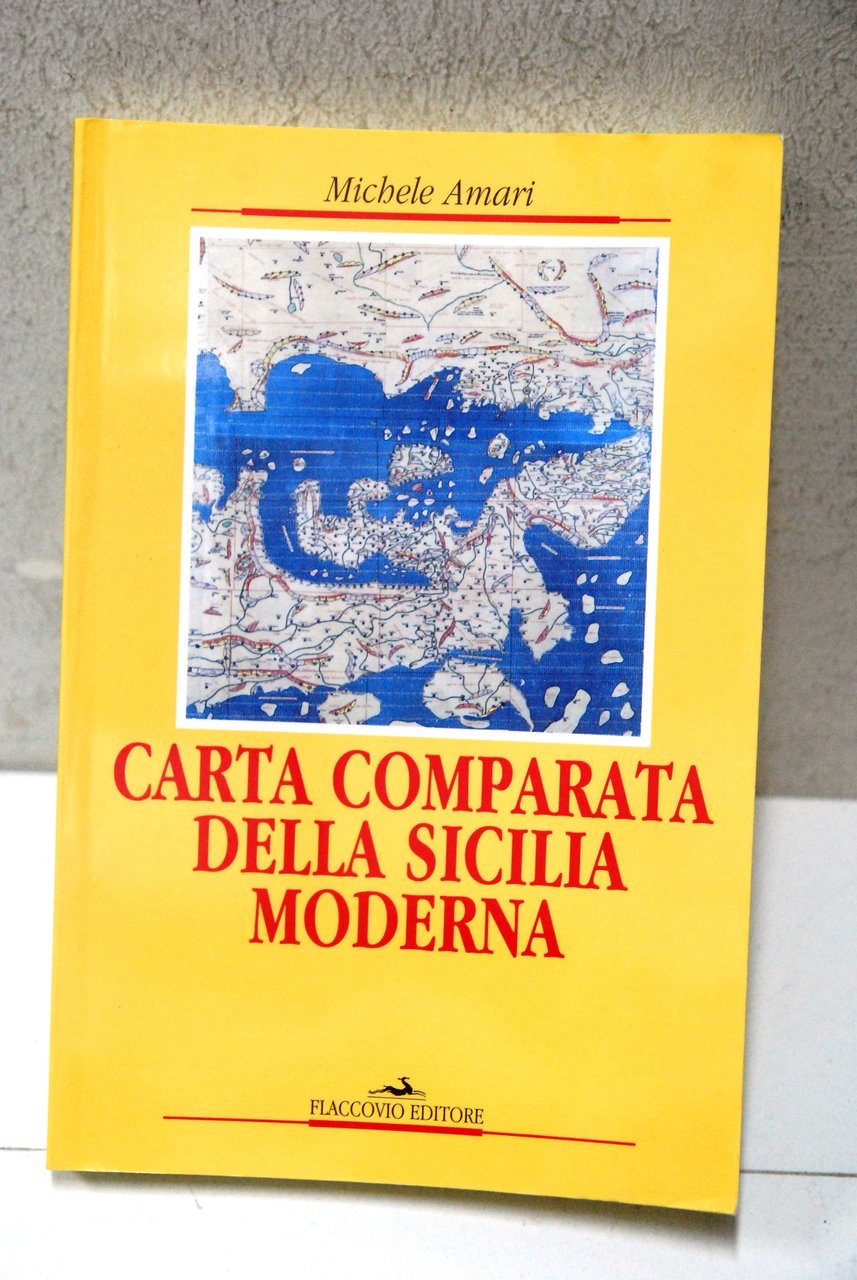 Michele Amari
CARTA COMPARATA
DELLA SICILIA
MODERNA
FLACCOVIO EDITORE